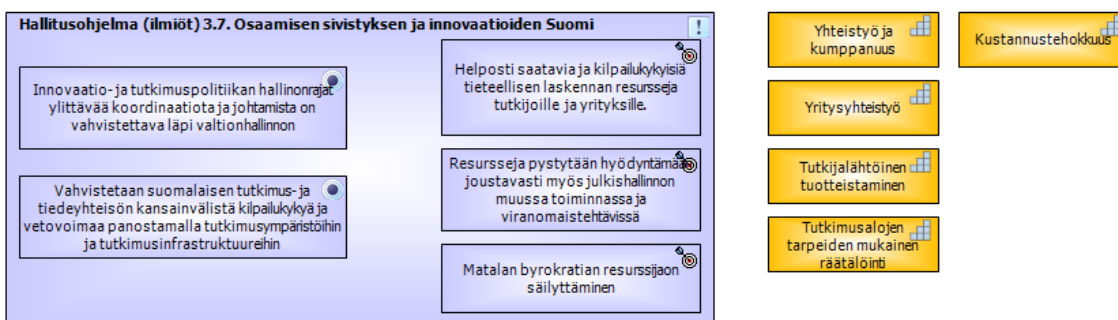 Hallitusohjelma (ilmiöt) 3.7. Osaamisen sivistyksen ja innovaatioiden Suomi
Innovaatio- ja tutkimuspolitiikan hallinonrajat
ylittävää koordinaatiota ja johtamista on
vahvistettava läpi valtionhallinnon
Vahvistetaan suomalaisen tutkimus- ja
tiedeyhteisön kansainvälistä kilpailukykyä ja
vetovoimaa panostamalla tutkimusympäristöihin
ja tutkimusinfrastruktuureihin
Helposti saatavia ja kilpailukykyisiä
tieteellisen laskennan resursseja
tutkijoille ja yrityksille.
Resursseja pystytään hyödyntämään
joustavasti myös julkishallinnon
muussa toiminnassa ja
viranomaistehtävissä
Matalan byrokratian resurssijaon
säilyttäminen
Yhteistyö ja
kumppanuus
Kustannustehokkuus
Yritysyhteistyö
Tutkijalähtöinen
tuotteistaminen
Tutkimusalojen
tarpeiden mukainen
räätälöinti